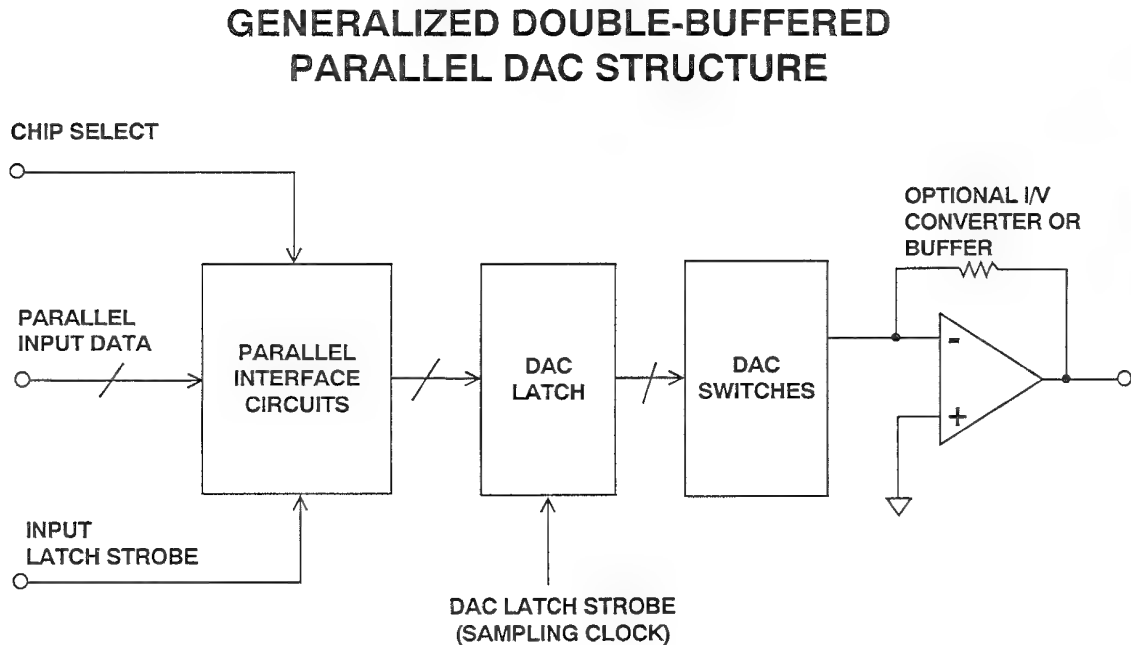 GENERALIZED DOUBLE-BUFFERED
PARALLEL DAC STRUCTURE
CHIP SELECT
OPTIONAL I/V
CONVERTER OR
BUFFER
PARALLEL
INPUT DATA
PARALLEL
INTERFACE
CIRCUITS
DAC
LATCH
DAC
SWITCHES
-
+
INPUT
LATCH STROBE
DAC LATCH STROBE
(SAMPLING CLOCK)